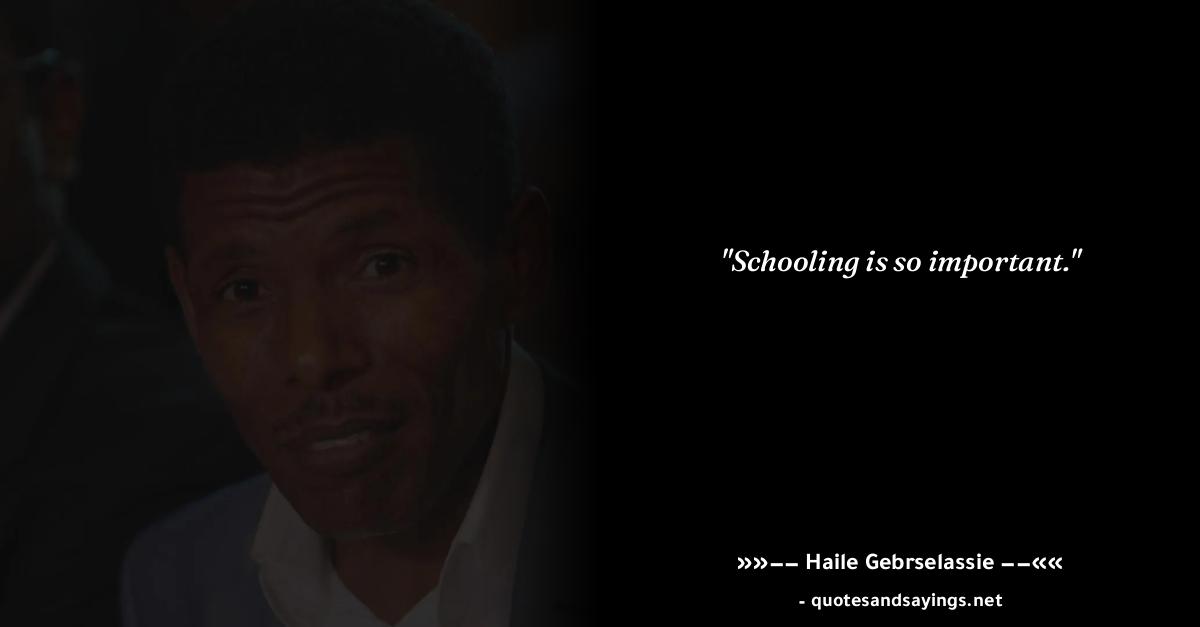 "Schooling is so important."
»»–– Haile Gebrselassie ––««
- quotesandsayings.net